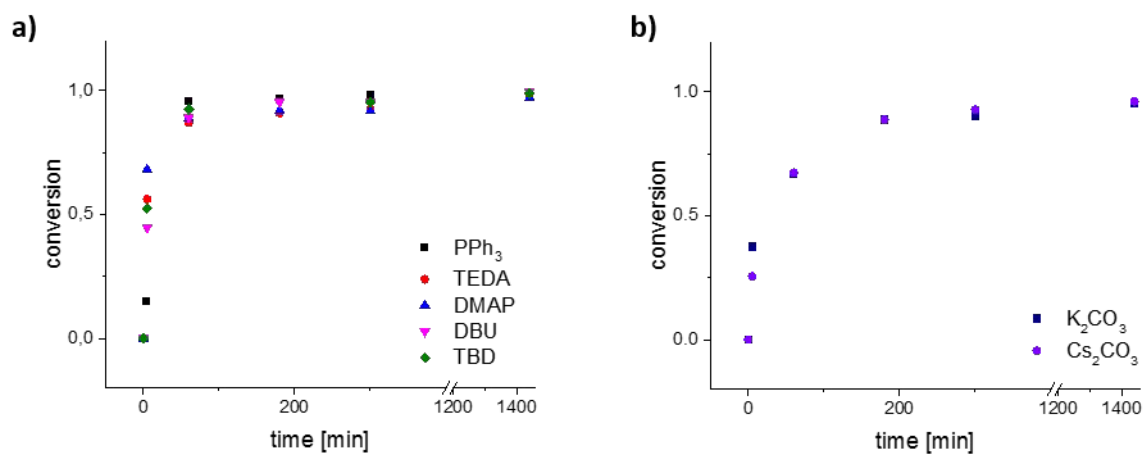 a)
conversion
1,0
0,5
0,0
PPh₃
TEDA
DMAP
DBU
TBD
0
200
1200
1400
time [min]
b)
conversion
1.0
0.5
0.0
K₂CO₃
Cs₂CO₃
0
200
1200
1400
time [min]